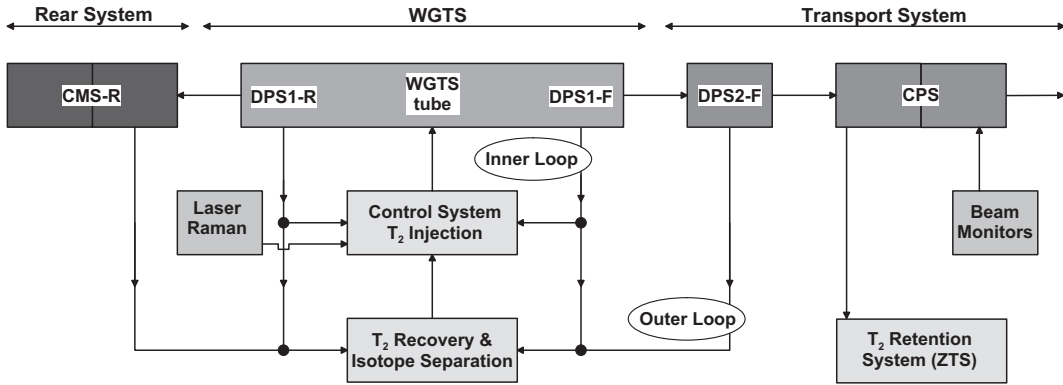 Rear System
WGTS
Transport System
CMS-R
DPS1-R
WGTS
tube
DPS1-F
DPS2-F
CPS
Inner Loop
Laser
Raman
Control System
T₂ Injection
Beam
Monitors
Outer Loop
T₂ Recovery &
Isotope Separation
T₂ Retention
System (ZTS)